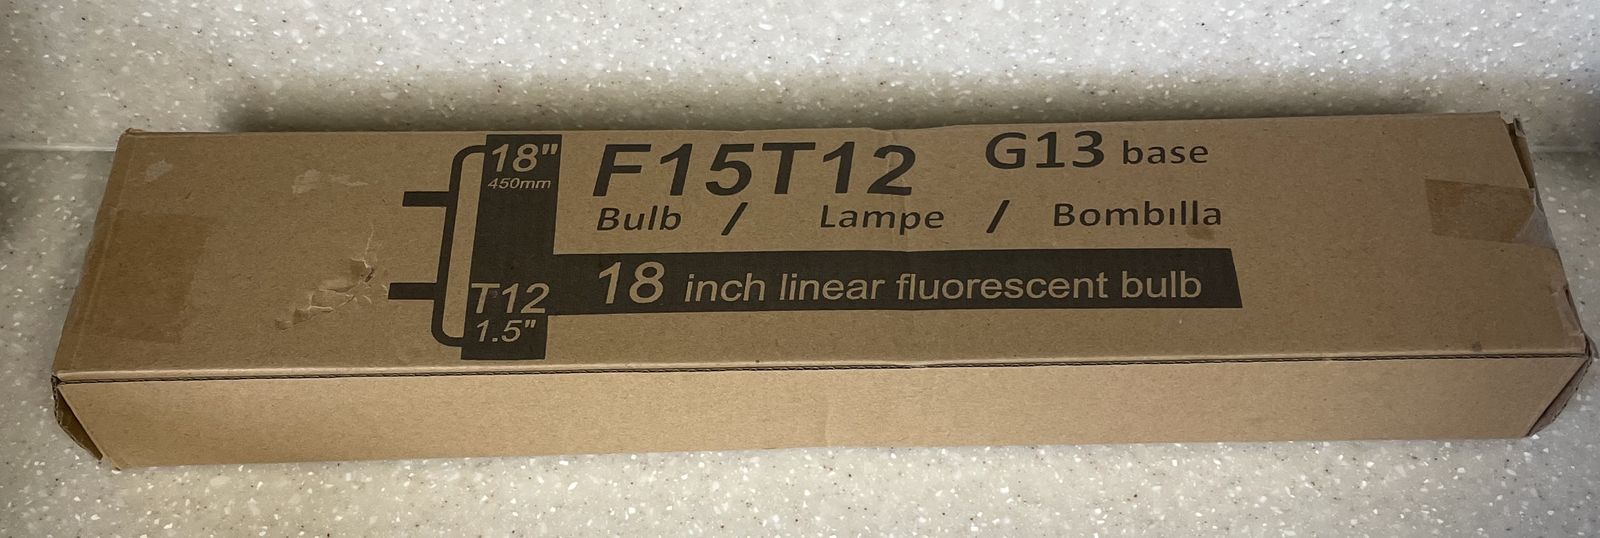 18"
450mm
F15T12
G13 base
Bulb / Lampe / Bombilla
T12
1.5"
18 inch linear fluorescent bulb